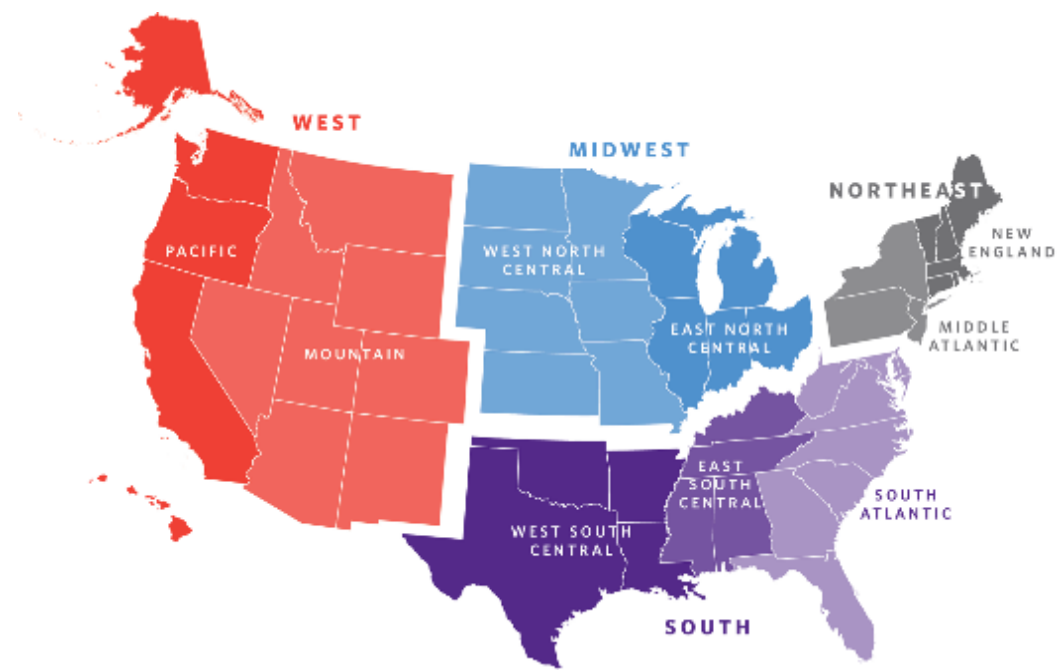 WEST
MIDWEST
NORTHEAST
PACIFIC
WEST NORTH
CENTRAL
NEW
ENGLAND
EAST NORTH
CENTRAL
MIDDLE
ATLANTIC
MOUNTAIN
EAST
SOUTH
CENTRAL
SOUTH
ATLANTIC
WEST SOUTH
CENTRAL
SOUTH